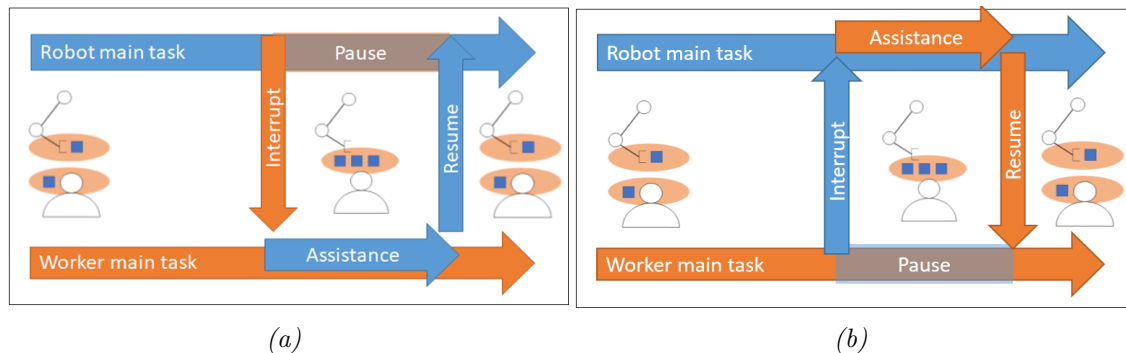 Robot main task
Pause
Interrupt
Resume
Assistance
Worker main task
(a)
Assistance
Robot main task
Interrupt
Resume
Worker main task
Pause
(b)